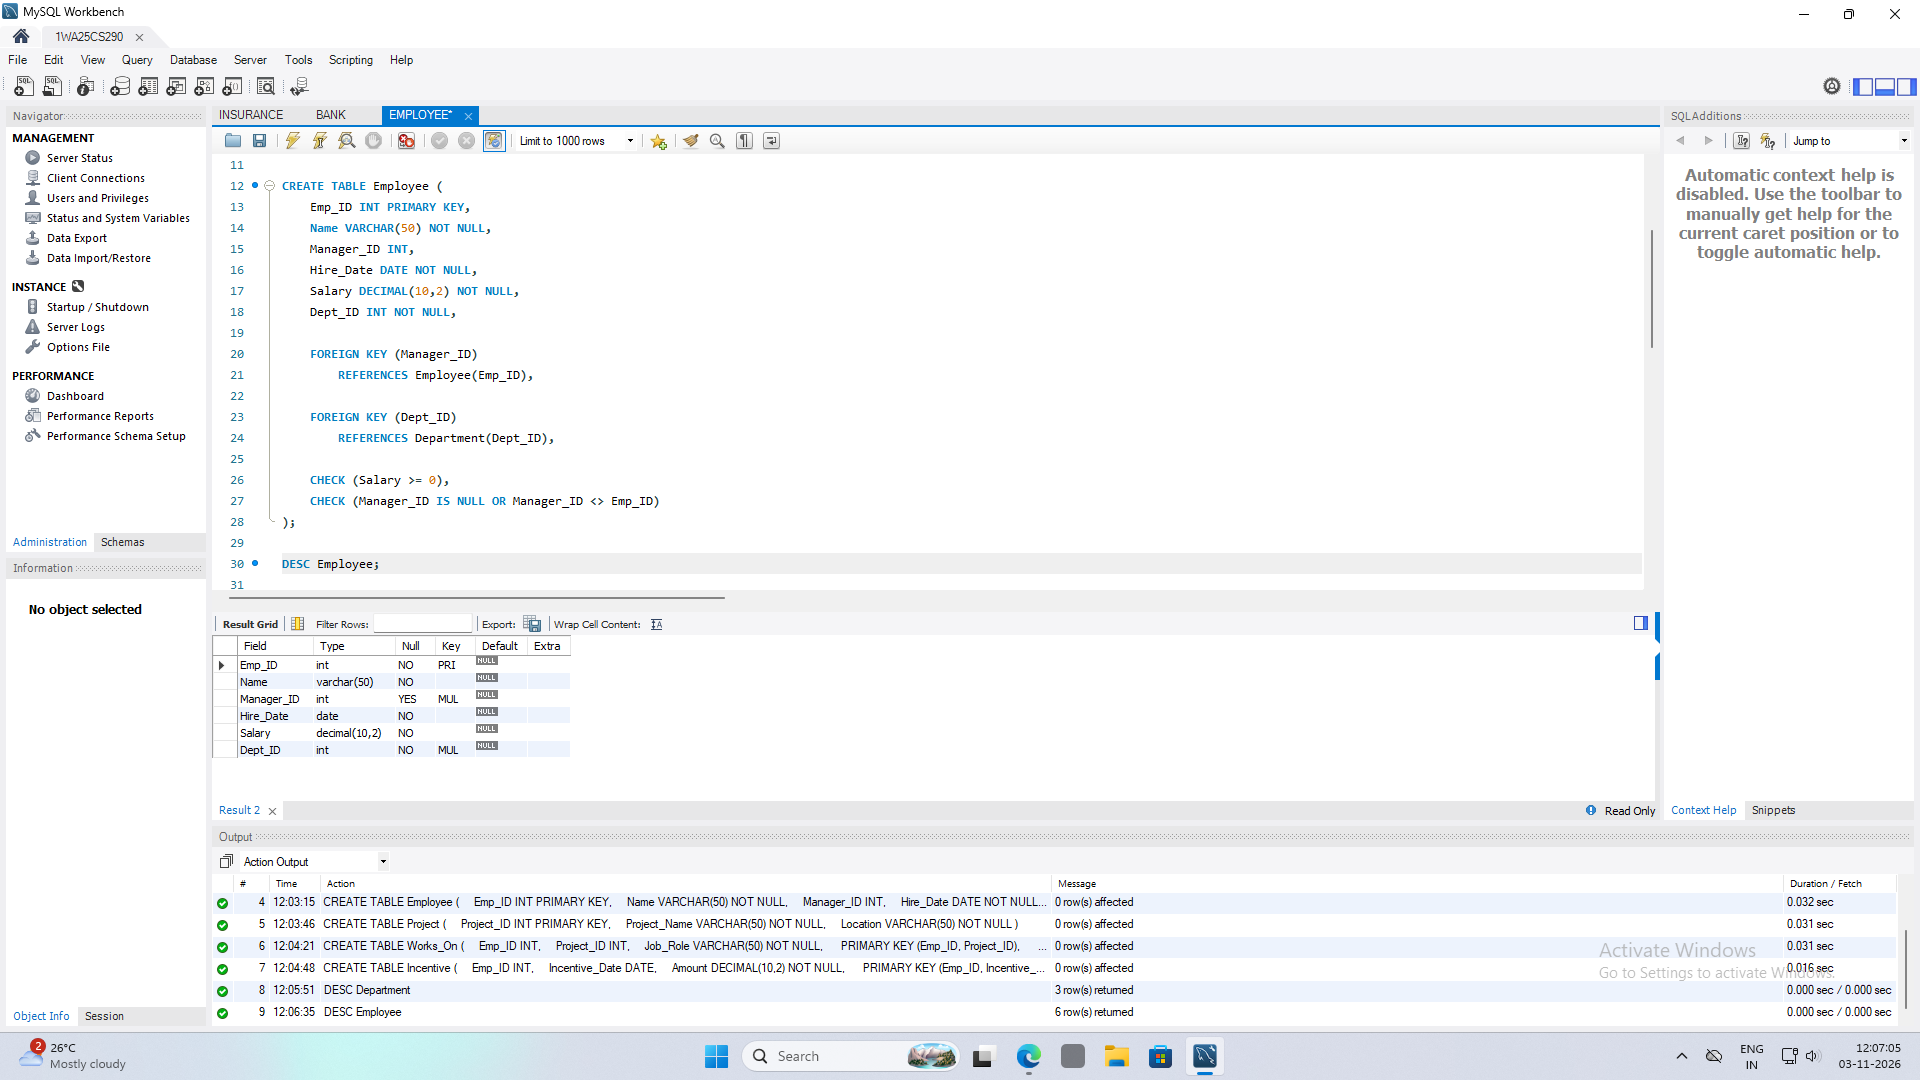 MySQL Workbench
1WA25CS290
File Edit View Query Database Server Tools Scripting Help
Navigator
MANAGEMENT
Server Status
Client Connections
Users and Privileges
Status and System Variables
Data Export
Data Import/Restore
INSTANCE
Startup / Shutdown
Server Logs
Options File
PERFORMANCE
Dashboard
Performance Reports
Performance Schema Setup
Administration Schemas
Information
No object selected
Object Info Session
INSURANCE BANK EMPLOYEE*
Limit to 1000 rows
11
12 CREATE TABLE Employee (
13 Emp_ID INT PRIMARY KEY,
14 Name VARCHAR(50) NOT NULL,
15 Manager_ID INT,
16 Hire_Date DATE NOT NULL,
17 Salary DECIMAL(10,2) NOT NULL,
18 Dept_ID INT NOT NULL,
19
20 FOREIGN KEY (Manager_ID)
21 REFERENCES Employee(Emp_ID),
22
23 FOREIGN KEY (Dept_ID)
24 REFERENCES Department(Dept_ID),
25
26 CHECK (Salary >= 0),
27 CHECK (Manager_ID IS NULL OR Manager_ID <> Emp_ID)
28 );
29
30 DESC Employee;
31
Result Grid Filter Rows: Export: Wrap Cell Content:
Field Type Null Key Default Extra
Emp_ID int NO PRI NULL
Name varchar(50) NO NULL
Manager_ID int YES MUL NULL
Hire_Date date NO NULL
Salary decimal(10,2) NO NULL
Dept_ID int NO MUL NULL
Result 2
Read Only
SQLAdditions
Jump to
Automatic context help is
disabled. Use the toolbar to
manually get help for the
current caret position or to
toggle automatic help.
Context Help Snippets
Output
Action Output
# Time Action Message Duration / Fetch
4 12:03:15 CREATE TABLE Employee ( Emp_ID INT PRIMARY KEY, Name VARCHAR(50) NOT NULL, Manager_ID INT, Hire_Date DATE NOT NULL... 0 row(s) affected 0.032 sec
5 12:03:46 CREATE TABLE Project ( Project_ID INT PRIMARY KEY, Project_Name VARCHAR(50) NOT NULL, Location VARCHAR(50) NOT NULL ) 0 row(s) affected 0.031 sec
6 12:04:21 CREATE TABLE Works_On ( Emp_ID INT, Project_ID INT, Job_Role VARCHAR(50) NOT NULL, PRIMARY KEY (Emp_ID, Project_ID), ... 0 row(s) affected 0.031 sec
7 12:04:48 CREATE TABLE Incentive ( Emp_ID INT, Incentive_Date DATE, Amount DECIMAL(10,2) NOT NULL, PRIMARY KEY (Emp_ID, Incentive_... 0 row(s) affected 0.016 sec
8 12:05:51 DESC Department 3 row(s) returned 0.000 sec / 0.000 sec
9 12:06:35 DESC Employee 6 row(s) returned 0.000 sec / 0.000 sec
Activate Windows
Go to Settings to activate Windows.
2
26°C
Mostly cloudy
Search
ENG
IN
12:07:05
03-11-2026